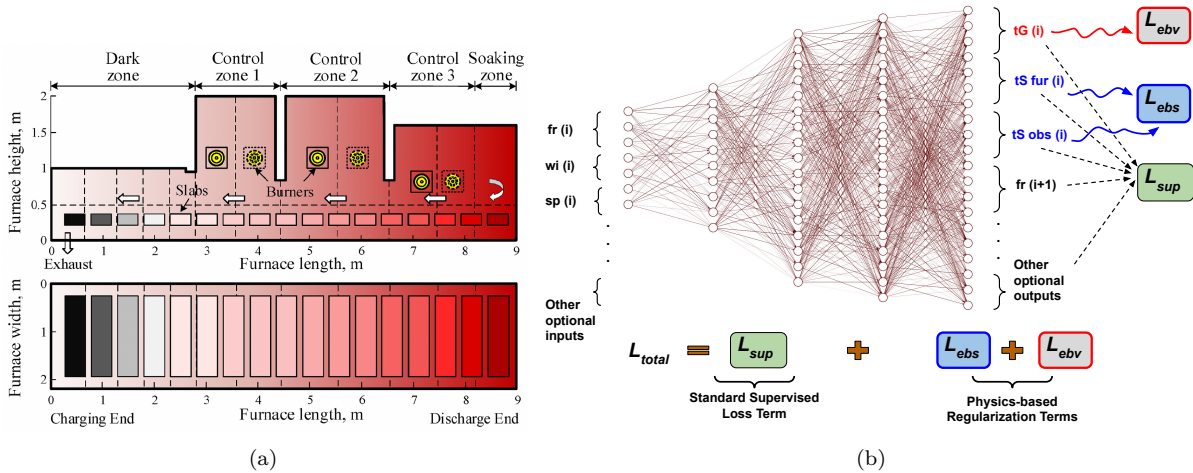 Dark zone
Control zone 1
Control zone 2
Control zone 3
Soaking zone
Furnace height, m
2
1.5
1
0.5
0
Slabs
Burners
0 1 2 3 4 5 6 7 8 9
Exhaust
Furnace length, m
Furnace width, m
0
1
2
0 1 2 3 4 5 6 7 8 9
Charging End
Furnace length, m
Discharge End
(a)
fr (i)
wi (i)
sp (i)
Other optional inputs
tG (i)
tS fur (i)
tS obs (i)
fr (i+1)
Other optional outputs
L_ebv
L_ebs
L_sup
L_total = L_sup + L_ebs + L_ebv
Standard Supervised
Loss Term
Physics-based
Regularization Terms
(b)